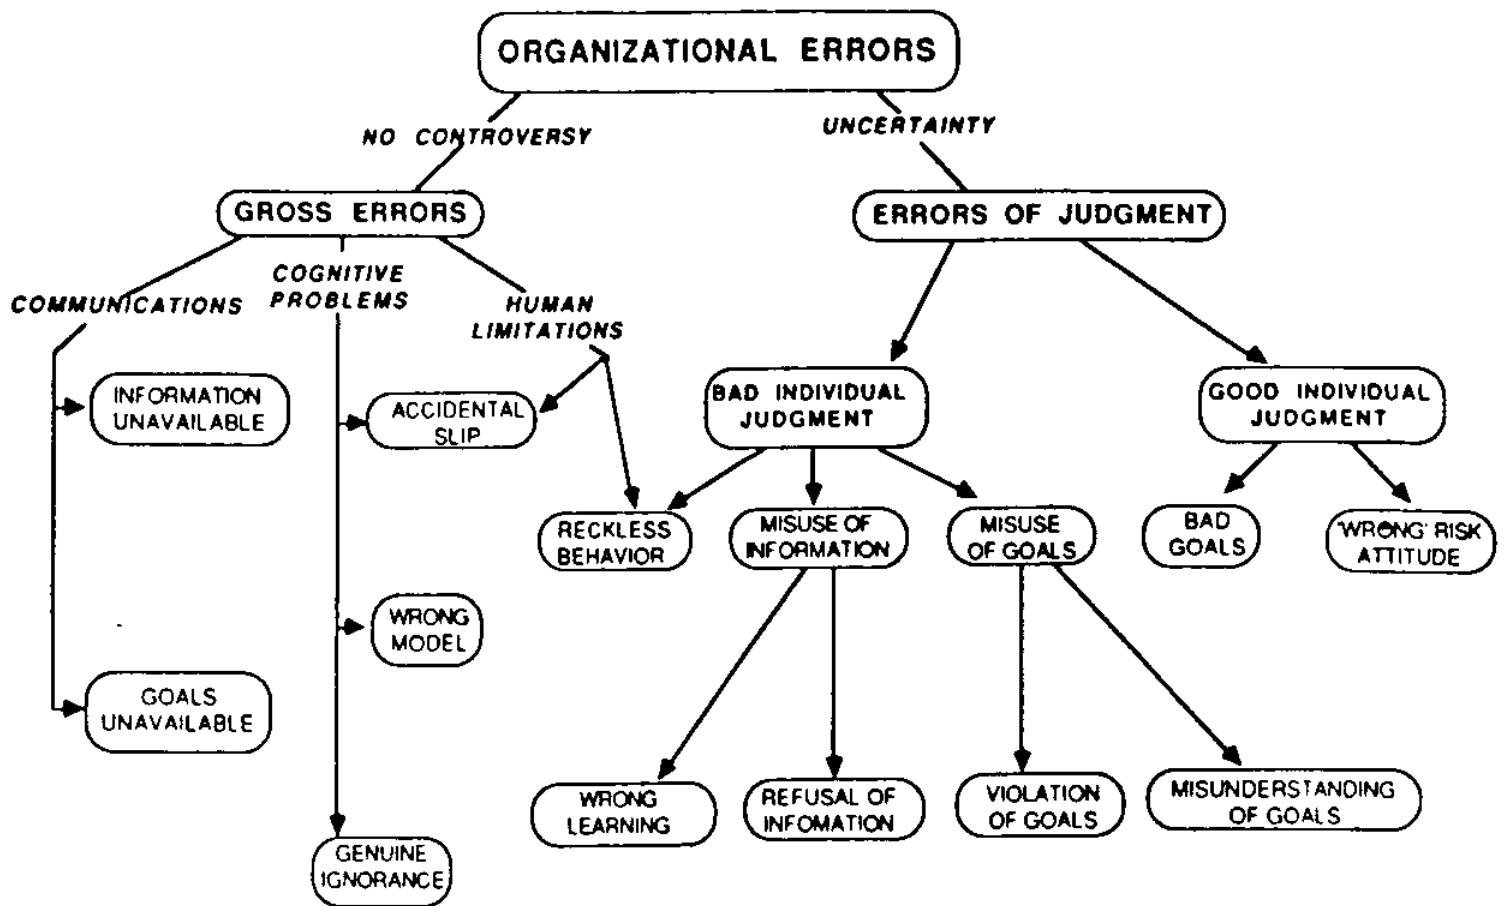 ORGANIZATIONAL ERRORS
NO CONTROVERSY
UNCERTAINTY
GROSS ERRORS
ERRORS OF JUDGMENT
COMMUNICATIONS
COGNITIVE
PROBLEMS
HUMAN
LIMITATIONS
INFORMATION
UNAVAILABLE
ACCIDENTAL
SLIP
BAD INDIVIDUAL
JUDGMENT
GOOD INDIVIDUAL
JUDGMENT
RECKLESS
BEHAVIOR
MISUSE OF
INFORMATION
MISUSE
OF GOALS
BAD
GOALS
'WRONG' RISK
ATTITUDE
WRONG
MODEL
GOALS
UNAVAILABLE
WRONG
LEARNING
REFUSAL OF
INFOMATION
VIOLATION
OF GOALS
MISUNDERSTANDING
OF GOALS
GENUINE
IGNORANCE